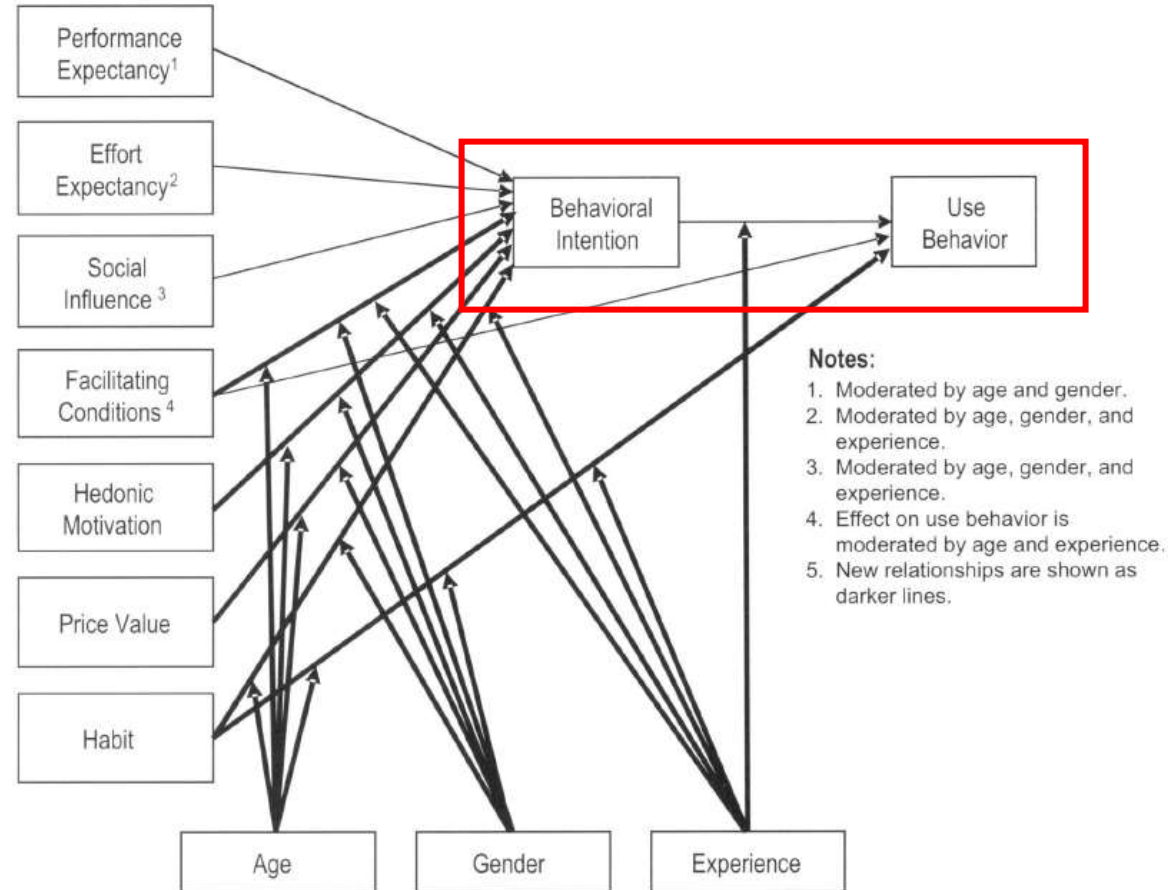 Performance
Expectancy1
Effort
Expectancy2
Social
Influence 3
Facilitating
Conditions 4
Hedonic
Motivation
Price Value
Habit
Behavioral
Intention
Use
Behavior
Notes:
1. Moderated by age and gender.
2. Moderated by age, gender, and
experience.
3. Moderated by age, gender, and
experience.
4. Effect on use behavior is
moderated by age and experience.
5. New relationships are shown as
darker lines.
Age
Gender
Experience